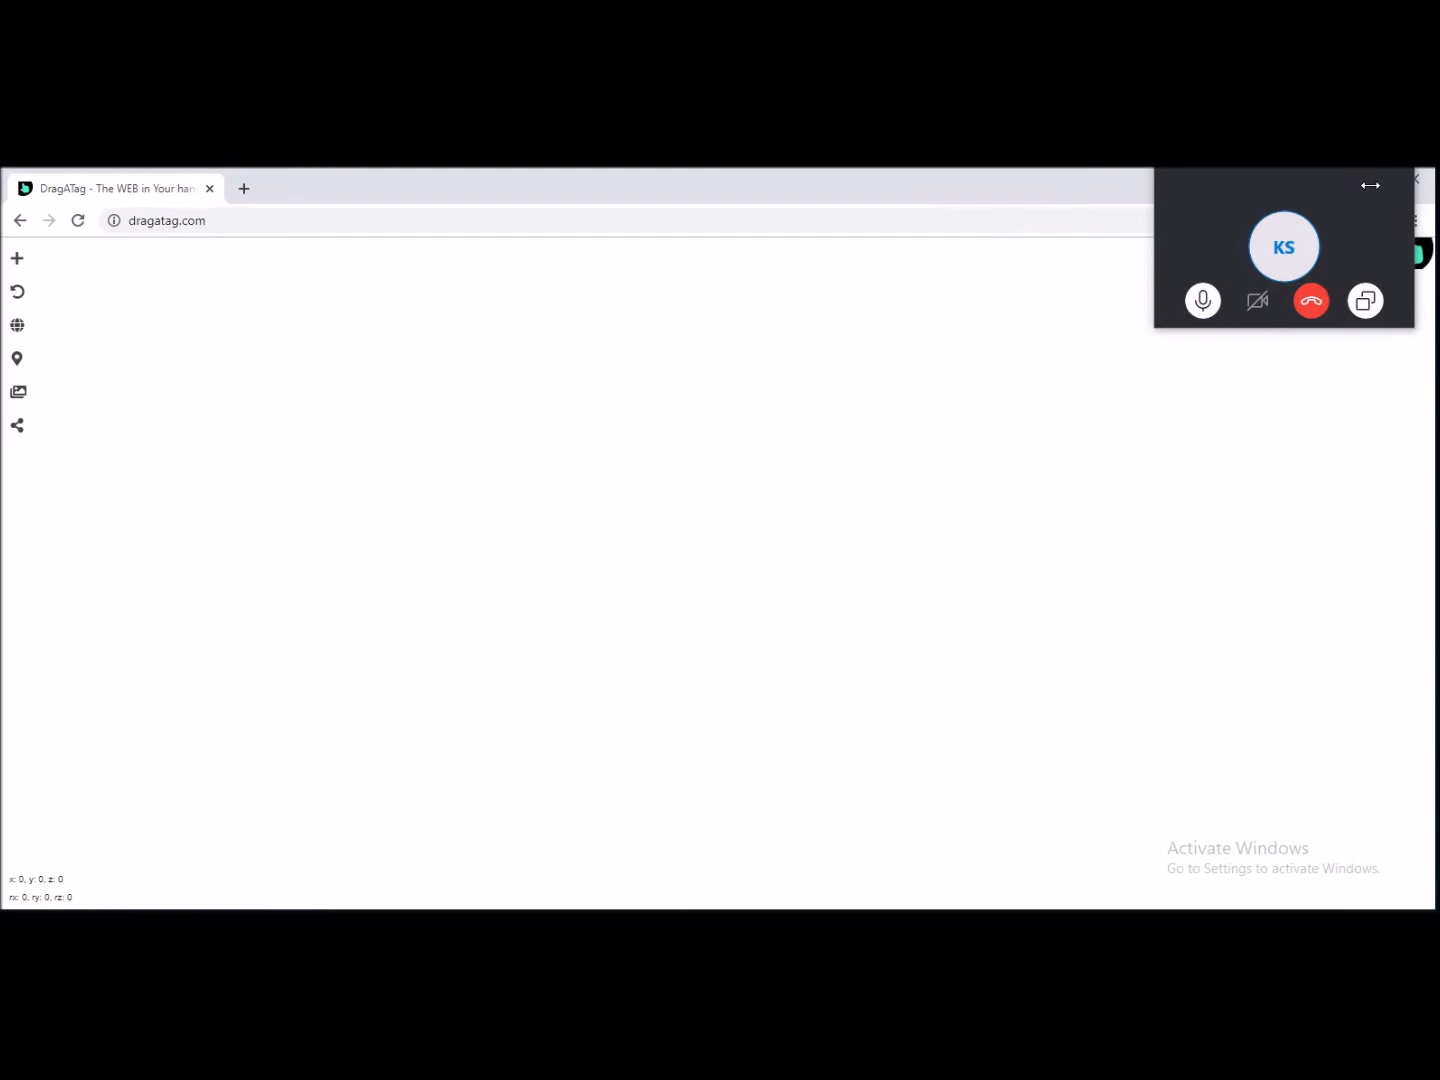 DragATag - The WEB in Your han
dragatag.com
KS
Activate Windows
Go to Settings to activate Windows.
x: 0, y: 0, z: 0
rx: 0, ry: 0, rz: 0